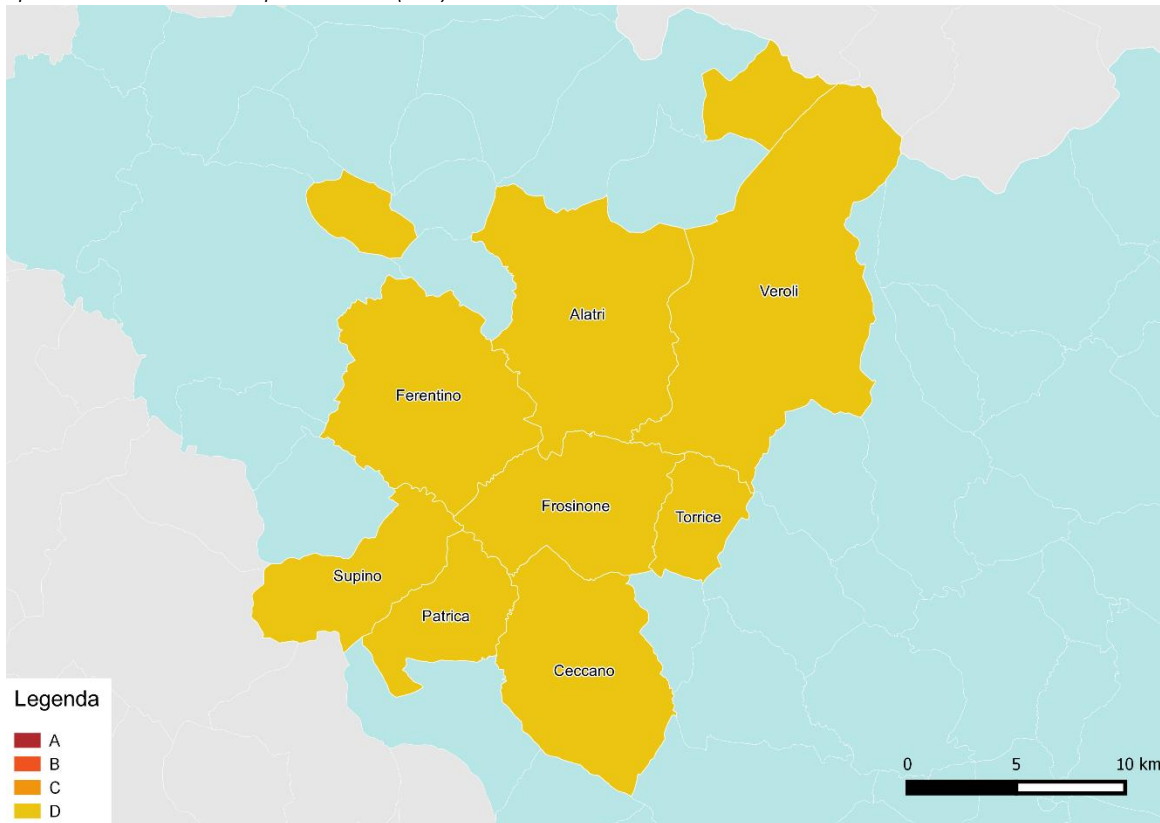 Veroli
Alatri
Ferentino
Frosinone
Torrice
Supino
Patrica
Ceccano
Legenda
A
B
C
D
0 5 10 km